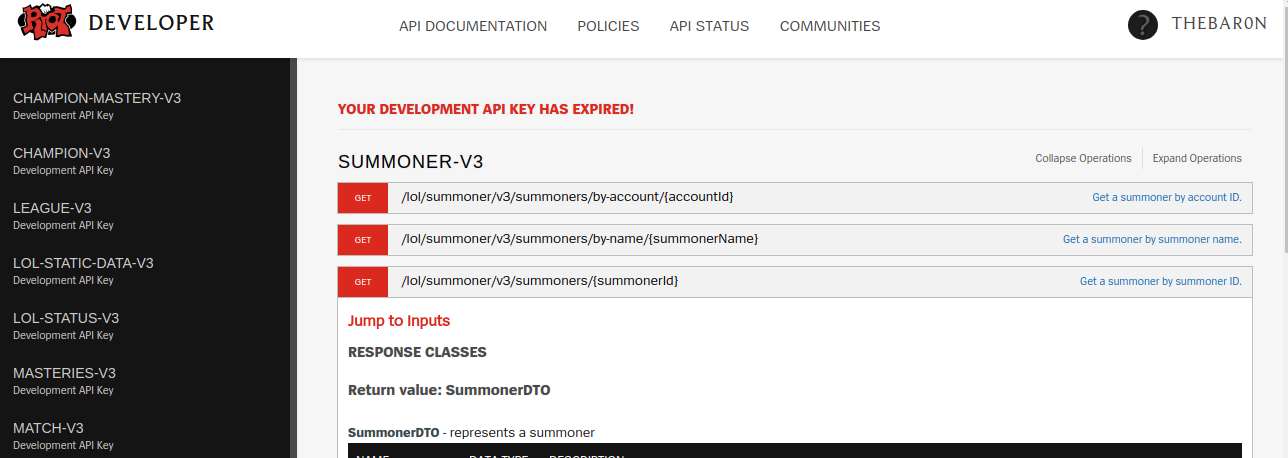 RIOT DEVELOPER
API DOCUMENTATION POLICIES API STATUS COMMUNITIES
? THEBAR0N
CHAMPION-MASTERY-V3
Development API Key
CHAMPION-V3
Development API Key
LEAGUE-V3
Development API Key
LOL-STATIC-DATA-V3
Development API Key
LOL-STATUS-V3
Development API Key
MASTERIES-V3
Development API Key
MATCH-V3
Development API Key
YOUR DEVELOPMENT API KEY HAS EXPIRED!
SUMMONER-V3
Collapse Operations Expand Operations
GET /lol/summoner/v3/summoners/by-account/{accountId} Get a summoner by account ID.
GET /lol/summoner/v3/summoners/by-name/{summonerName} Get a summoner by summoner name.
GET /lol/summoner/v3/summoners/{summonerId} Get a summoner by summoner ID.
Jump to Inputs
RESPONSE CLASSES
Return value: SummonerDTO
SummonerDTO - represents a summoner
NAME DATA TYPE DESCRIPTION